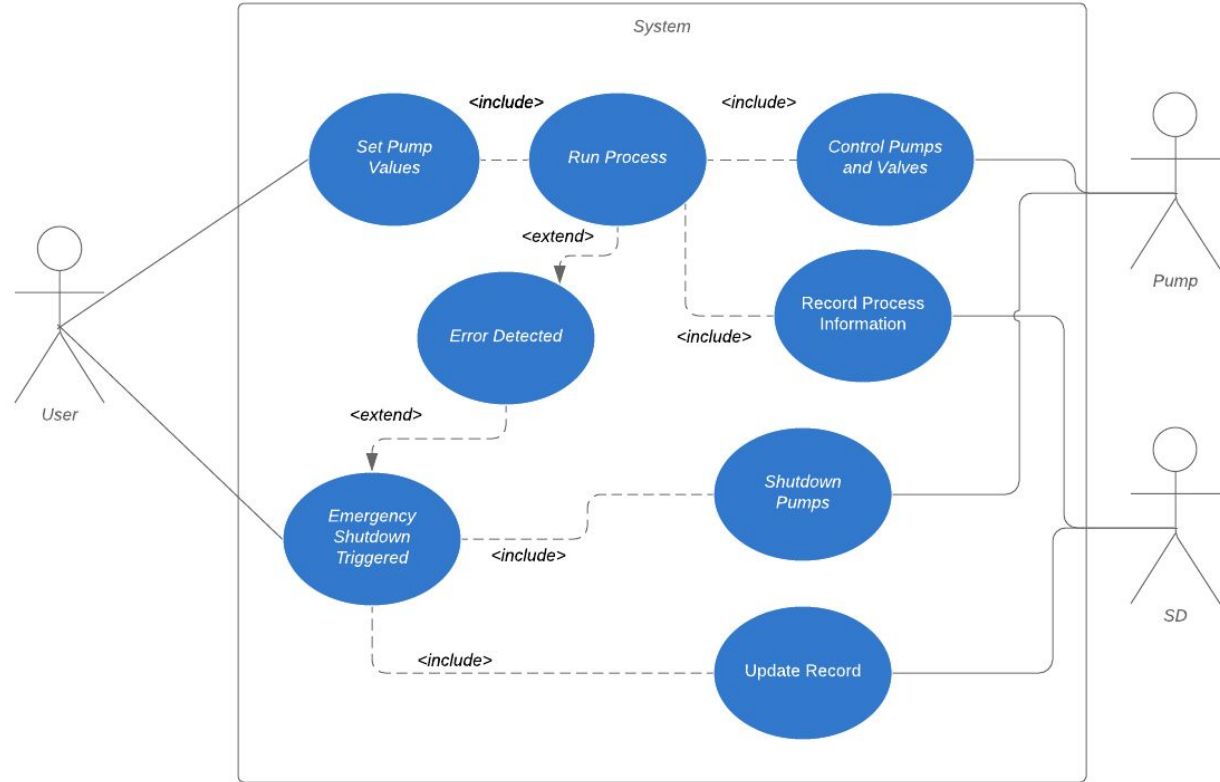 System
<include>
<include>
Set Pump
Values
Run Process
Control Pumps
and Valves
<extend>
Pump
Record Process
Information
Error Detected
<include>
User
<extend>
Shutdown
Pumps
Emergency
Shutdown
Triggered
<include>
SD
<include>
Update Record